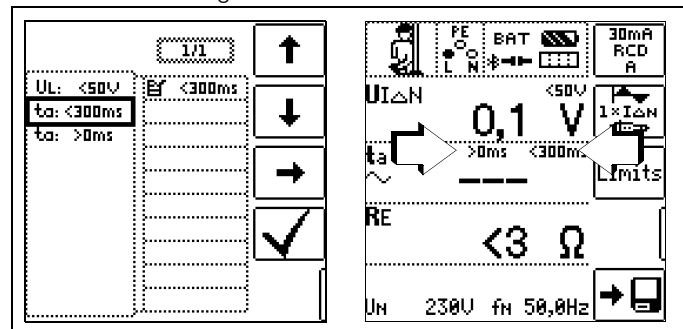 1/1
UL: <50V
<300ms
ta: <300ms
ta: >0ms
PE
L N
BAT
30mA
RCD
A
UI△N
<50V
0,1 V
1×I△N
ta
>0ms <300ms
~ ---
Limits
RE
<3 Ω
UN 230V fN 50,0Hz